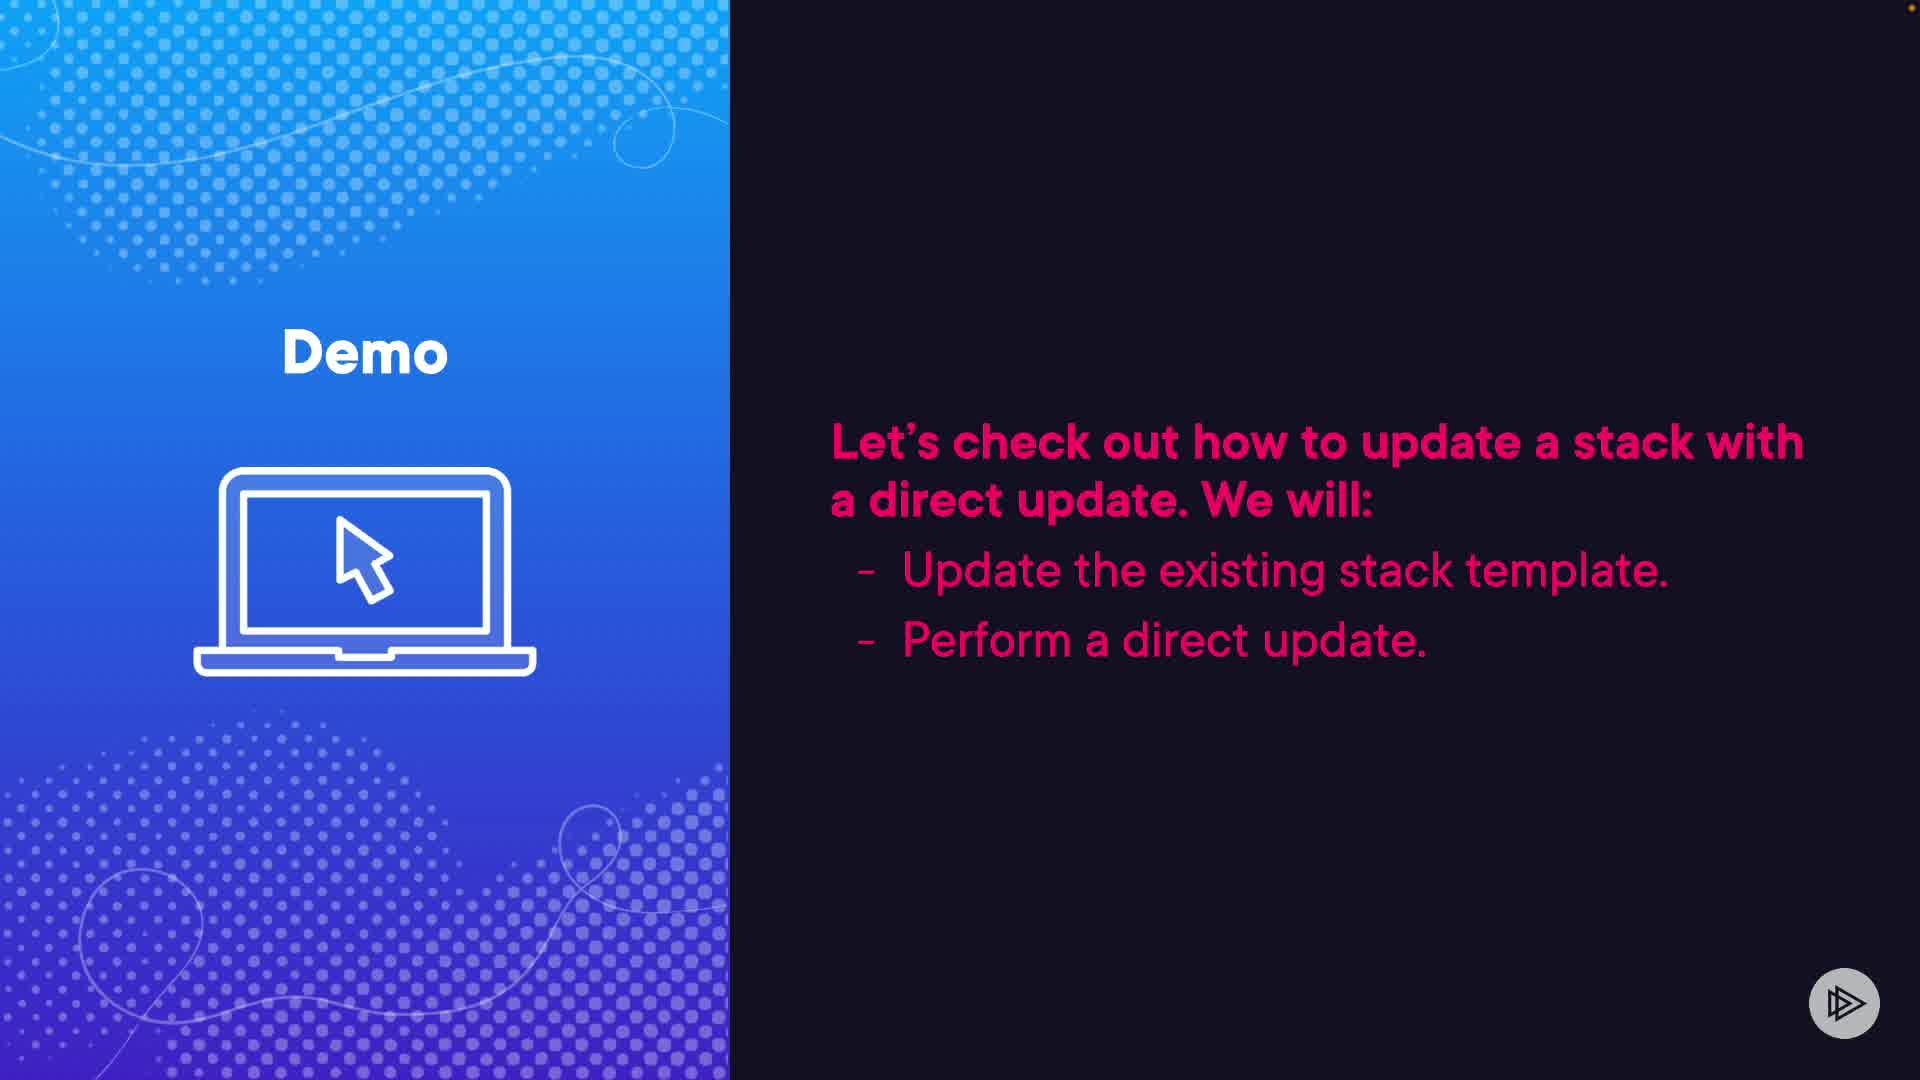 Demo
Let’s check out how to update a stack with
a direct update. We will:
- Update the existing stack template.
- Perform a direct update.